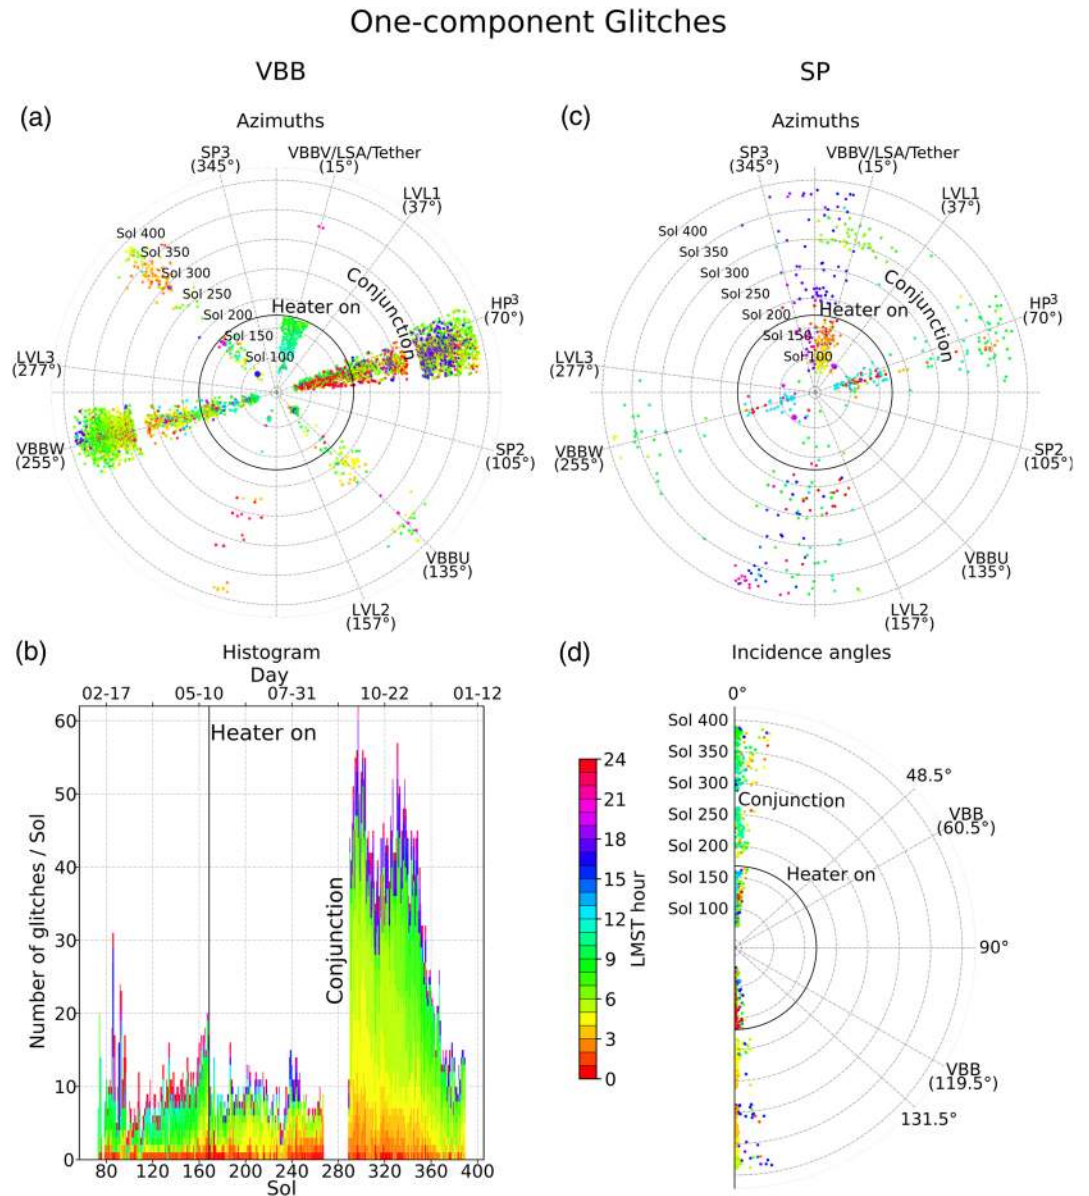 One-component Glitches
VBB
SP
(a)
Azimuths
SP3
(345°)
VBBV/LSA/Tether
(15°)
LVL1
(37°)
HP³
(70°)
SP2
(105°)
VBBU
(135°)
LVL2
(157°)
VBBW
(255°)
LVL3
(277°)
Sol 400
Sol 350
Sol 300
Sol 250
Sol 200
Sol 150
Sol 100
Heater on
Conjunction
(c)
Azimuths
SP3
(345°)
VBBV/LSA/Tether
(15°)
LVL1
(37°)
HP³
(70°)
SP2
(105°)
VBBU
(135°)
LVL2
(157°)
VBBW
(255°)
LVL3
(277°)
Sol 400
Sol 350
Sol 300
Sol 250
Sol 200
Sol 150
Sol 100
Heater on
Conjunction
(b)
Histogram
Day
02-17 05-10 07-31 10-22 01-12
Heater on
Conjunction
Number of glitches / Sol
60
50
40
30
20
10
0
80 120 160 200 240 280 320 360 400
Sol
24
21
18
15
12
9
6
3
0
LMST hour
(d)
Incidence angles
0°
Sol 400
Sol 350
Sol 300
Conjunction
Sol 250
Sol 200
Heater on
Sol 150
Sol 100
48.5°
VBB
(60.5°)
90°
VBB
(119.5°)
131.5°